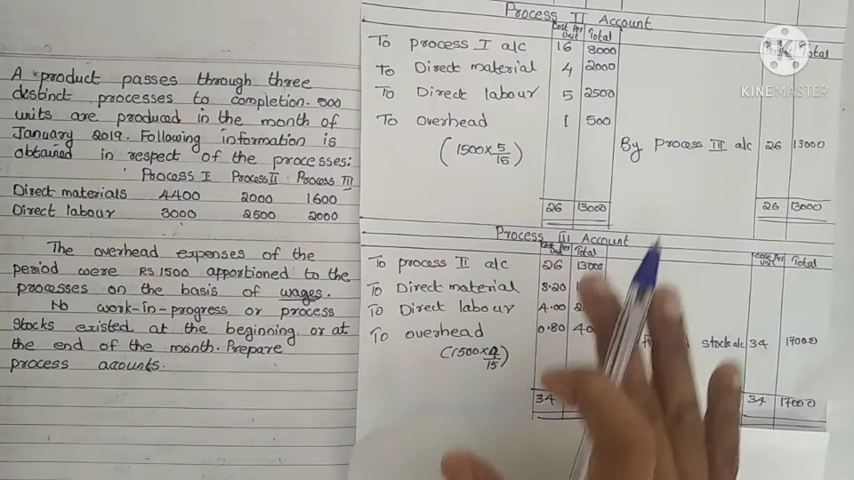 A product passes through three
distinct processes to completion. 500
units are produced in the month of
January 2019. Following information is
obtained in respect of the processes:
Process I Process II Process III
Direct materials 4400 2000 1600
Direct labour 3000 2500 2000
The overhead expenses of the
period were RS 1500 apportioned to the
processes on the basis of wages.
No work-in-progress or process
stocks existed at the beginning or at
the end of the month. Prepare
process acounts.
Process II Account
Cost Per Unit Total Total
To process I a/c 16 8000
To Direct material 4 2000
To Direct labour 5 2500
To overhead 1 500
(1500 x 5/15)
By process III a/c 26 13000
26 13000 26 13000
Process III Account
Cost Per Unit Total Cost Per Unit Total
To process II a/c 26 13000
To Direct material 3.20
To Direct labour 4.00
To overhead 0.80 stock a/c 34 17000
(1500 x 4/15)
34 34 17000
KINEMASTER